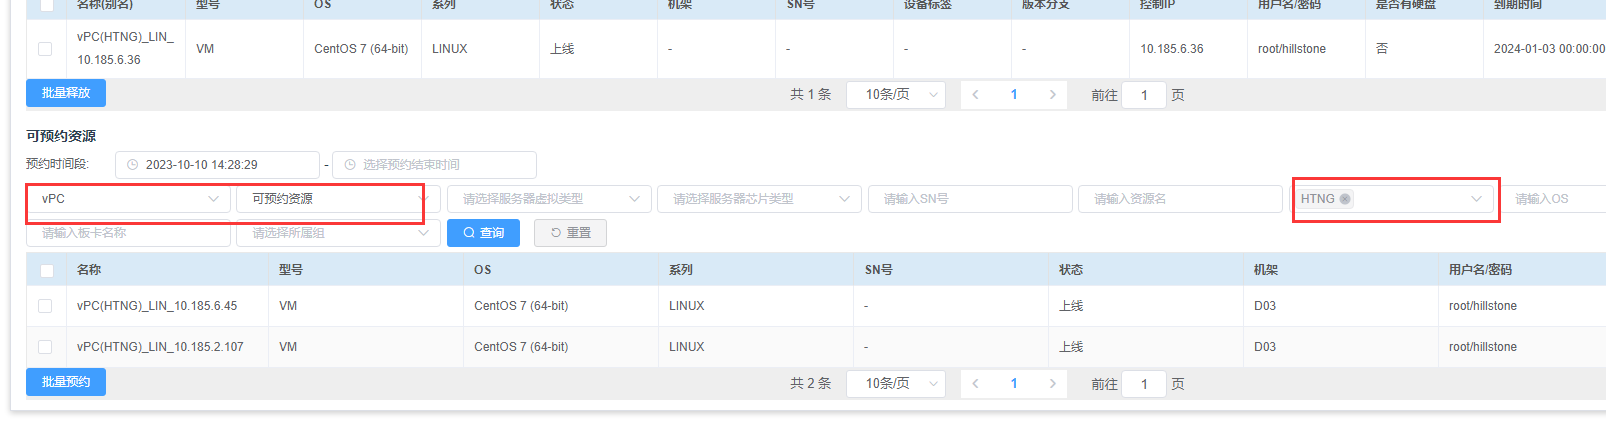 名称(别名) 型号 OS 系列 状态 机架 SN号 设备标签 版本分支 控制IP 用户名/密码 是否有硬盘 到期时间
vPC(HTNG)_LIN_
10.185.6.36 VM CentOS 7 (64-bit) LINUX 上线 - - - - 10.185.6.36 root/hillstone 否 2024-01-03 00:00:00
批量释放 共 1 条 10条/页 1 前往 1 页
可预约资源
预约时间段: 2023-10-10 14:28:29 - 选择预约结束时间
vPC 可预约资源 请选择服务器虚拟类型 请选择服务器芯片类型 请输入SN号 请输入资源名 HTNG 请输入OS
请输入板卡名称 请选择所属组 查询 重置
名称 型号 OS 系列 SN号 状态 机架 用户名/密码
vPC(HTNG)_LIN_10.185.6.45 VM CentOS 7 (64-bit) LINUX - 上线 D03 root/hillstone
vPC(HTNG)_LIN_10.185.2.107 VM CentOS 7 (64-bit) LINUX - 上线 D03 root/hillstone
批量预约 共 2 条 10条/页 1 前往 1 页